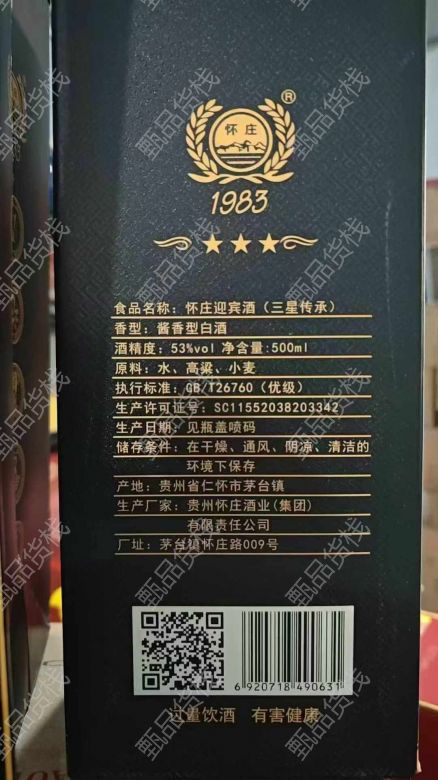 怀庄
®
1983
食品名称：怀庄迎宾酒（三星传承）
香型：酱香型白酒
酒精度：53%vol 净含量:500ml
原料：水、高粱、小麦
执行标准：GB/T26760（优级）
生产许可证号：SC11552038203342
生产日期：见瓶盖喷码
储存条件：在干燥、通风、阴凉、清洁的
环境下保存
产地：贵州省仁怀市茅台镇
生产厂家：贵州怀庄酒业(集团)
有限责任公司
厂址：茅台镇怀庄路009号
6 920718 490631
过量饮酒 有害健康
甄品货栈